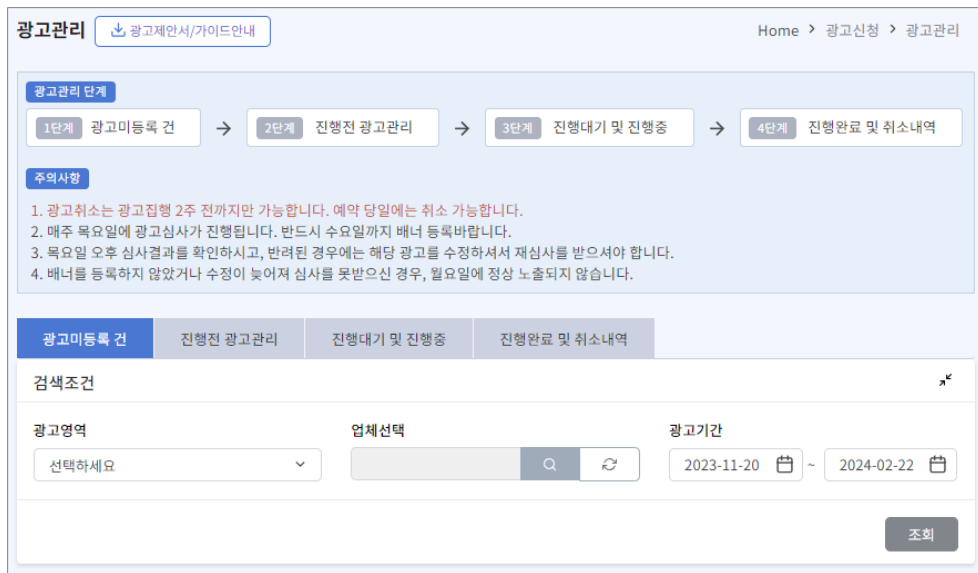 광고관리 광고제안서/가이드안내 Home > 광고신청 > 광고관리
광고관리 단계
1단계 광고미등록 건 → 2단계 진행전 광고관리 → 3단계 진행대기 및 진행중 → 4단계 진행완료 및 취소내역
주의사항
1. 광고취소는 광고집행 2주 전까지만 가능합니다. 예약 당일에는 취소 가능합니다.
2. 매주 목요일에 광고심사가 진행됩니다. 반드시 수요일까지 배너 등록바랍니다.
3. 목요일 오후 심사결과를 확인하시고, 반려된 경우에는 해당 광고를 수정하셔서 재심사를 받으셔야 합니다.
4. 배너를 등록하지 않았거나 수정이 늦어져 심사를 못받으신 경우, 월요일에 정상 노출되지 않습니다.
광고미등록 건 진행전 광고관리 진행대기 및 진행중 진행완료 및 취소내역
검색조건
광고영역 업체선택 광고기간
선택하세요 2023-11-20 ~ 2024-02-22
조회